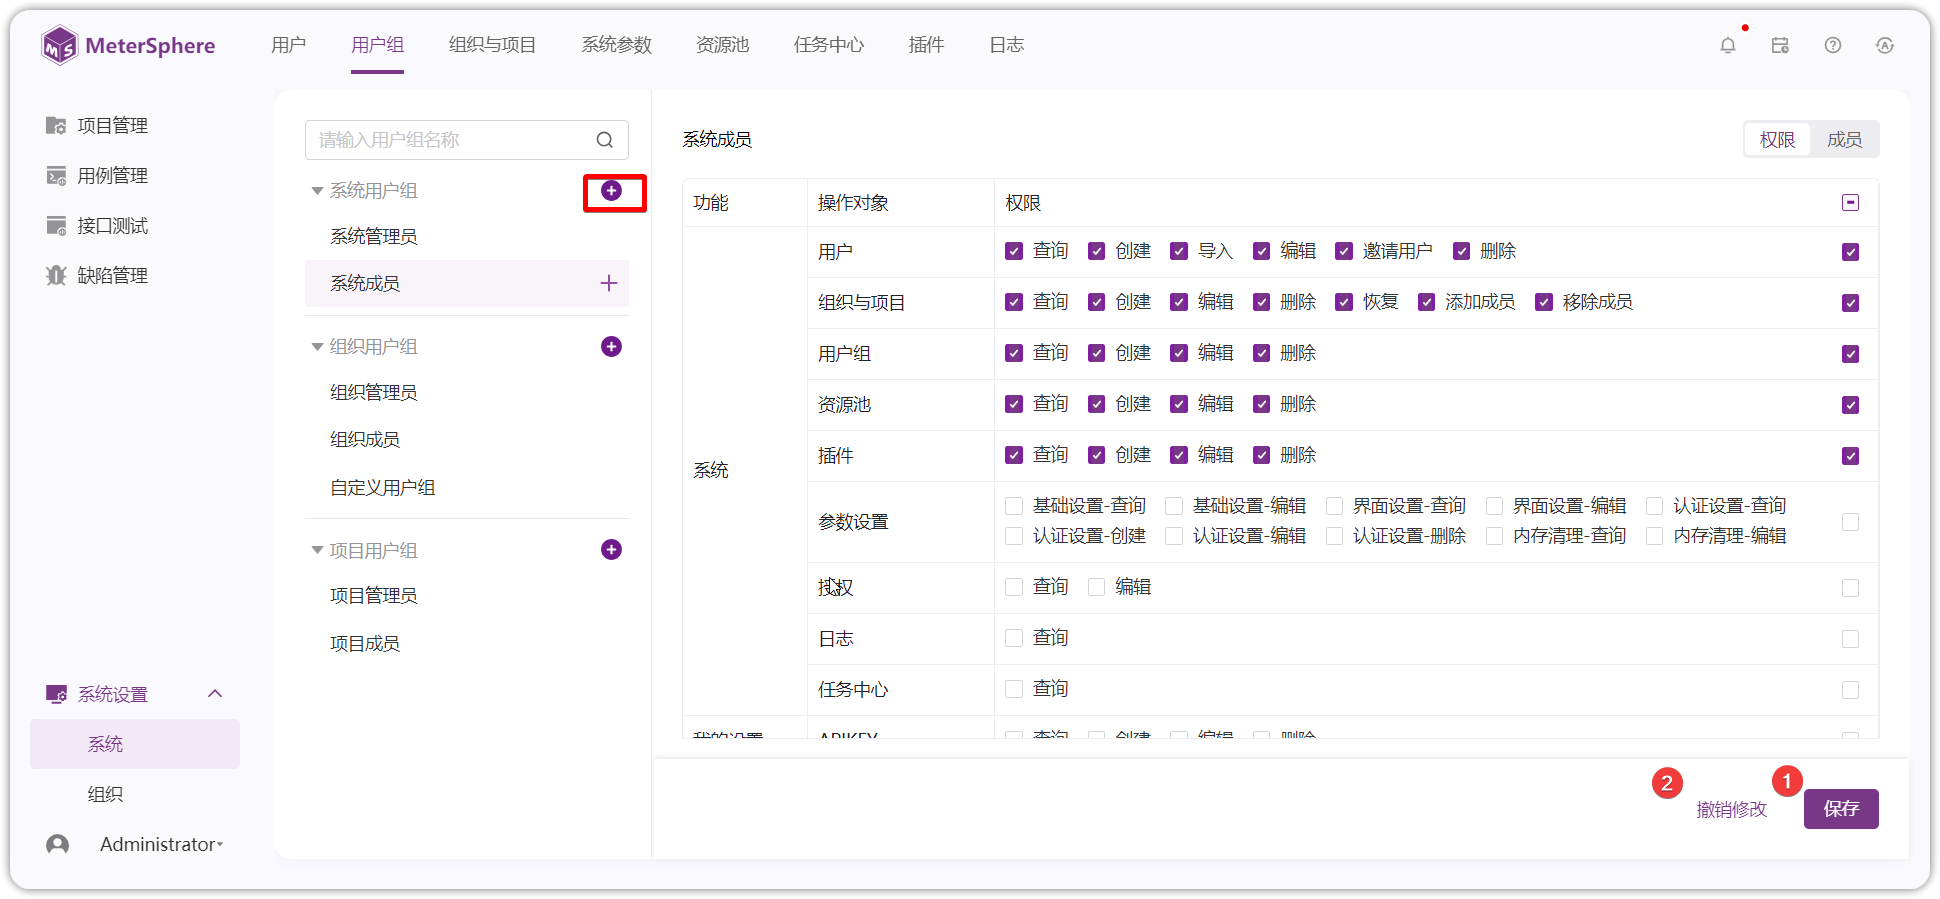 MeterSphere
用户 用户组 组织与项目 系统参数 资源池 任务中心 插件 日志
项目管理
用例管理
接口测试
缺陷管理
系统设置
系统
组织
Administrator
请输入用户组名称
系统用户组
系统管理员
系统成员
组织用户组
组织管理员
组织成员
自定义用户组
项目用户组
项目管理员
项目成员
系统成员
权限 成员
功能 操作对象 权限
系统
用户 查询 创建 导入 编辑 邀请用户 删除
组织与项目 查询 创建 编辑 删除 恢复 添加成员 移除成员
用户组 查询 创建 编辑 删除
资源池 查询 创建 编辑 删除
插件 查询 创建 编辑 删除
参数设置 基础设置-查询 基础设置-编辑 界面设置-查询 界面设置-编辑 认证设置-查询
认证设置-创建 认证设置-编辑 认证设置-删除 内存清理-查询 内存清理-编辑
授权 查询 编辑
日志 查询
任务中心 查询
我的设置 APIKEY 查询 创建 编辑 删除
2 撤销修改 1 保存